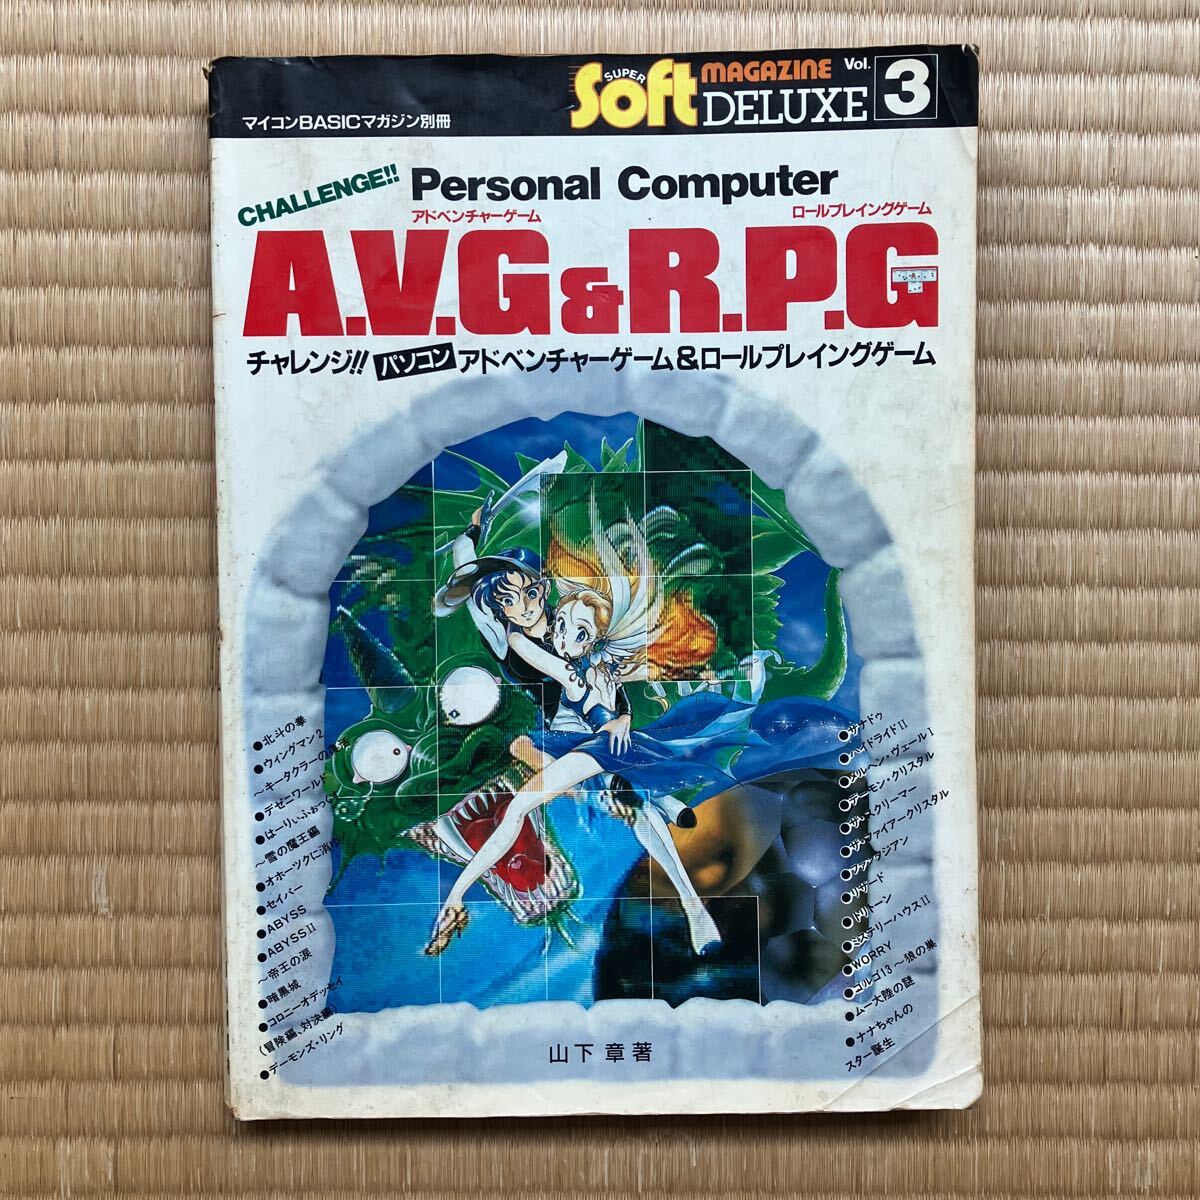 マイコンBASICマガジン別冊
SUPER
Soft MAGAZINE DELUXE Vol. 3
CHALLENGE!! Personal Computer
アドベンチャーゲーム ロールプレイングゲーム
A.V.G & R.P.G
チャレンジ!! パソコン アドベンチャーゲーム&ロールプレイングゲーム
●北斗の拳
●ウィングマン2
～キータクラーの復活
●デゼニワールド
●はーりぃふぉっくす
～雪の魔王編
●オホーツクに消ゆ
●セイバー
●ABYSS
●ABYSSⅡ
～帝王の涙
●暗黒城
●コロニーオデッセイ
(冒険編、対決編)
●デーモンズ・リング
●ザナドゥ
●ハイドライドⅡ
●メルヘン・ヴェールⅠ
●デーモン・クリスタル
●ザ・スクリーマー
●ザ・ファイアークリスタル
●ファンタジアン
●リザード
●トリトーン
●ミステリーハウスⅡ
●WORRY
●ゴルゴ13～狼の巣
●ムー大陸の謎
●ナナちゃんの
スター誕生
山下 章著